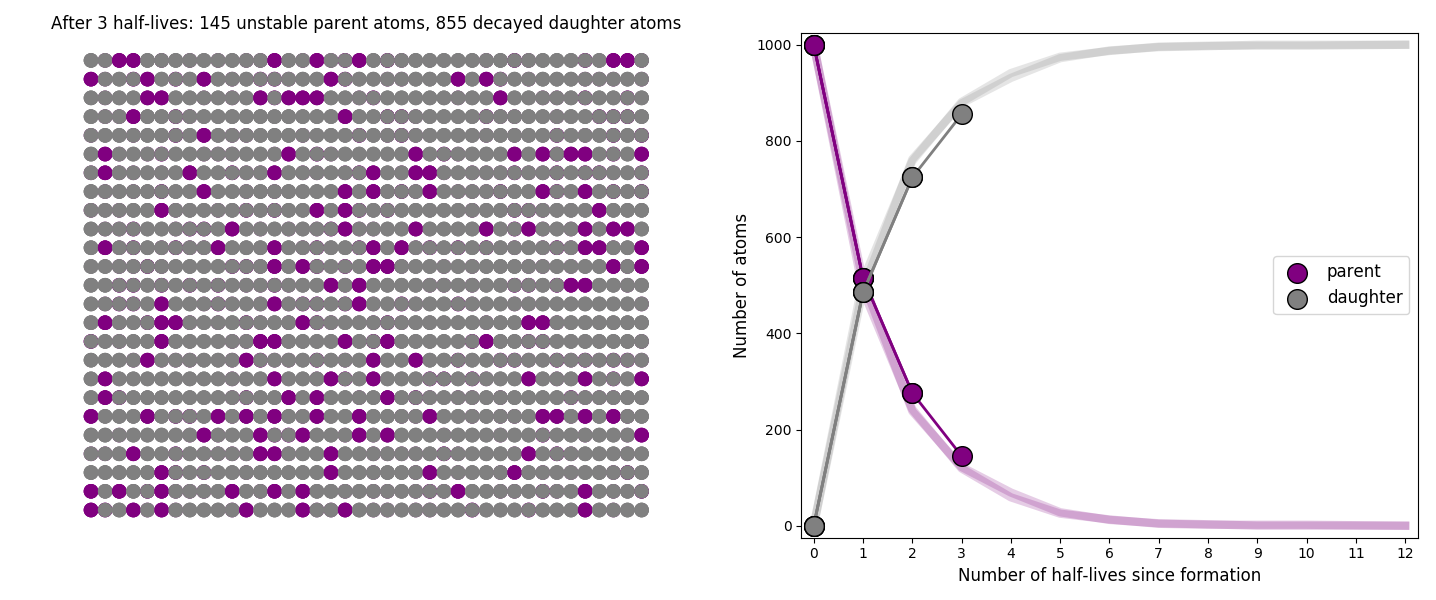 After 3 half-lives: 145 unstable parent atoms, 855 decayed daughter atoms
1000
800
600
400
200
0
Number of atoms
parent
daughter
0 1 2 3 4 5 6 7 8 9 10 11 12
Number of half-lives since formation